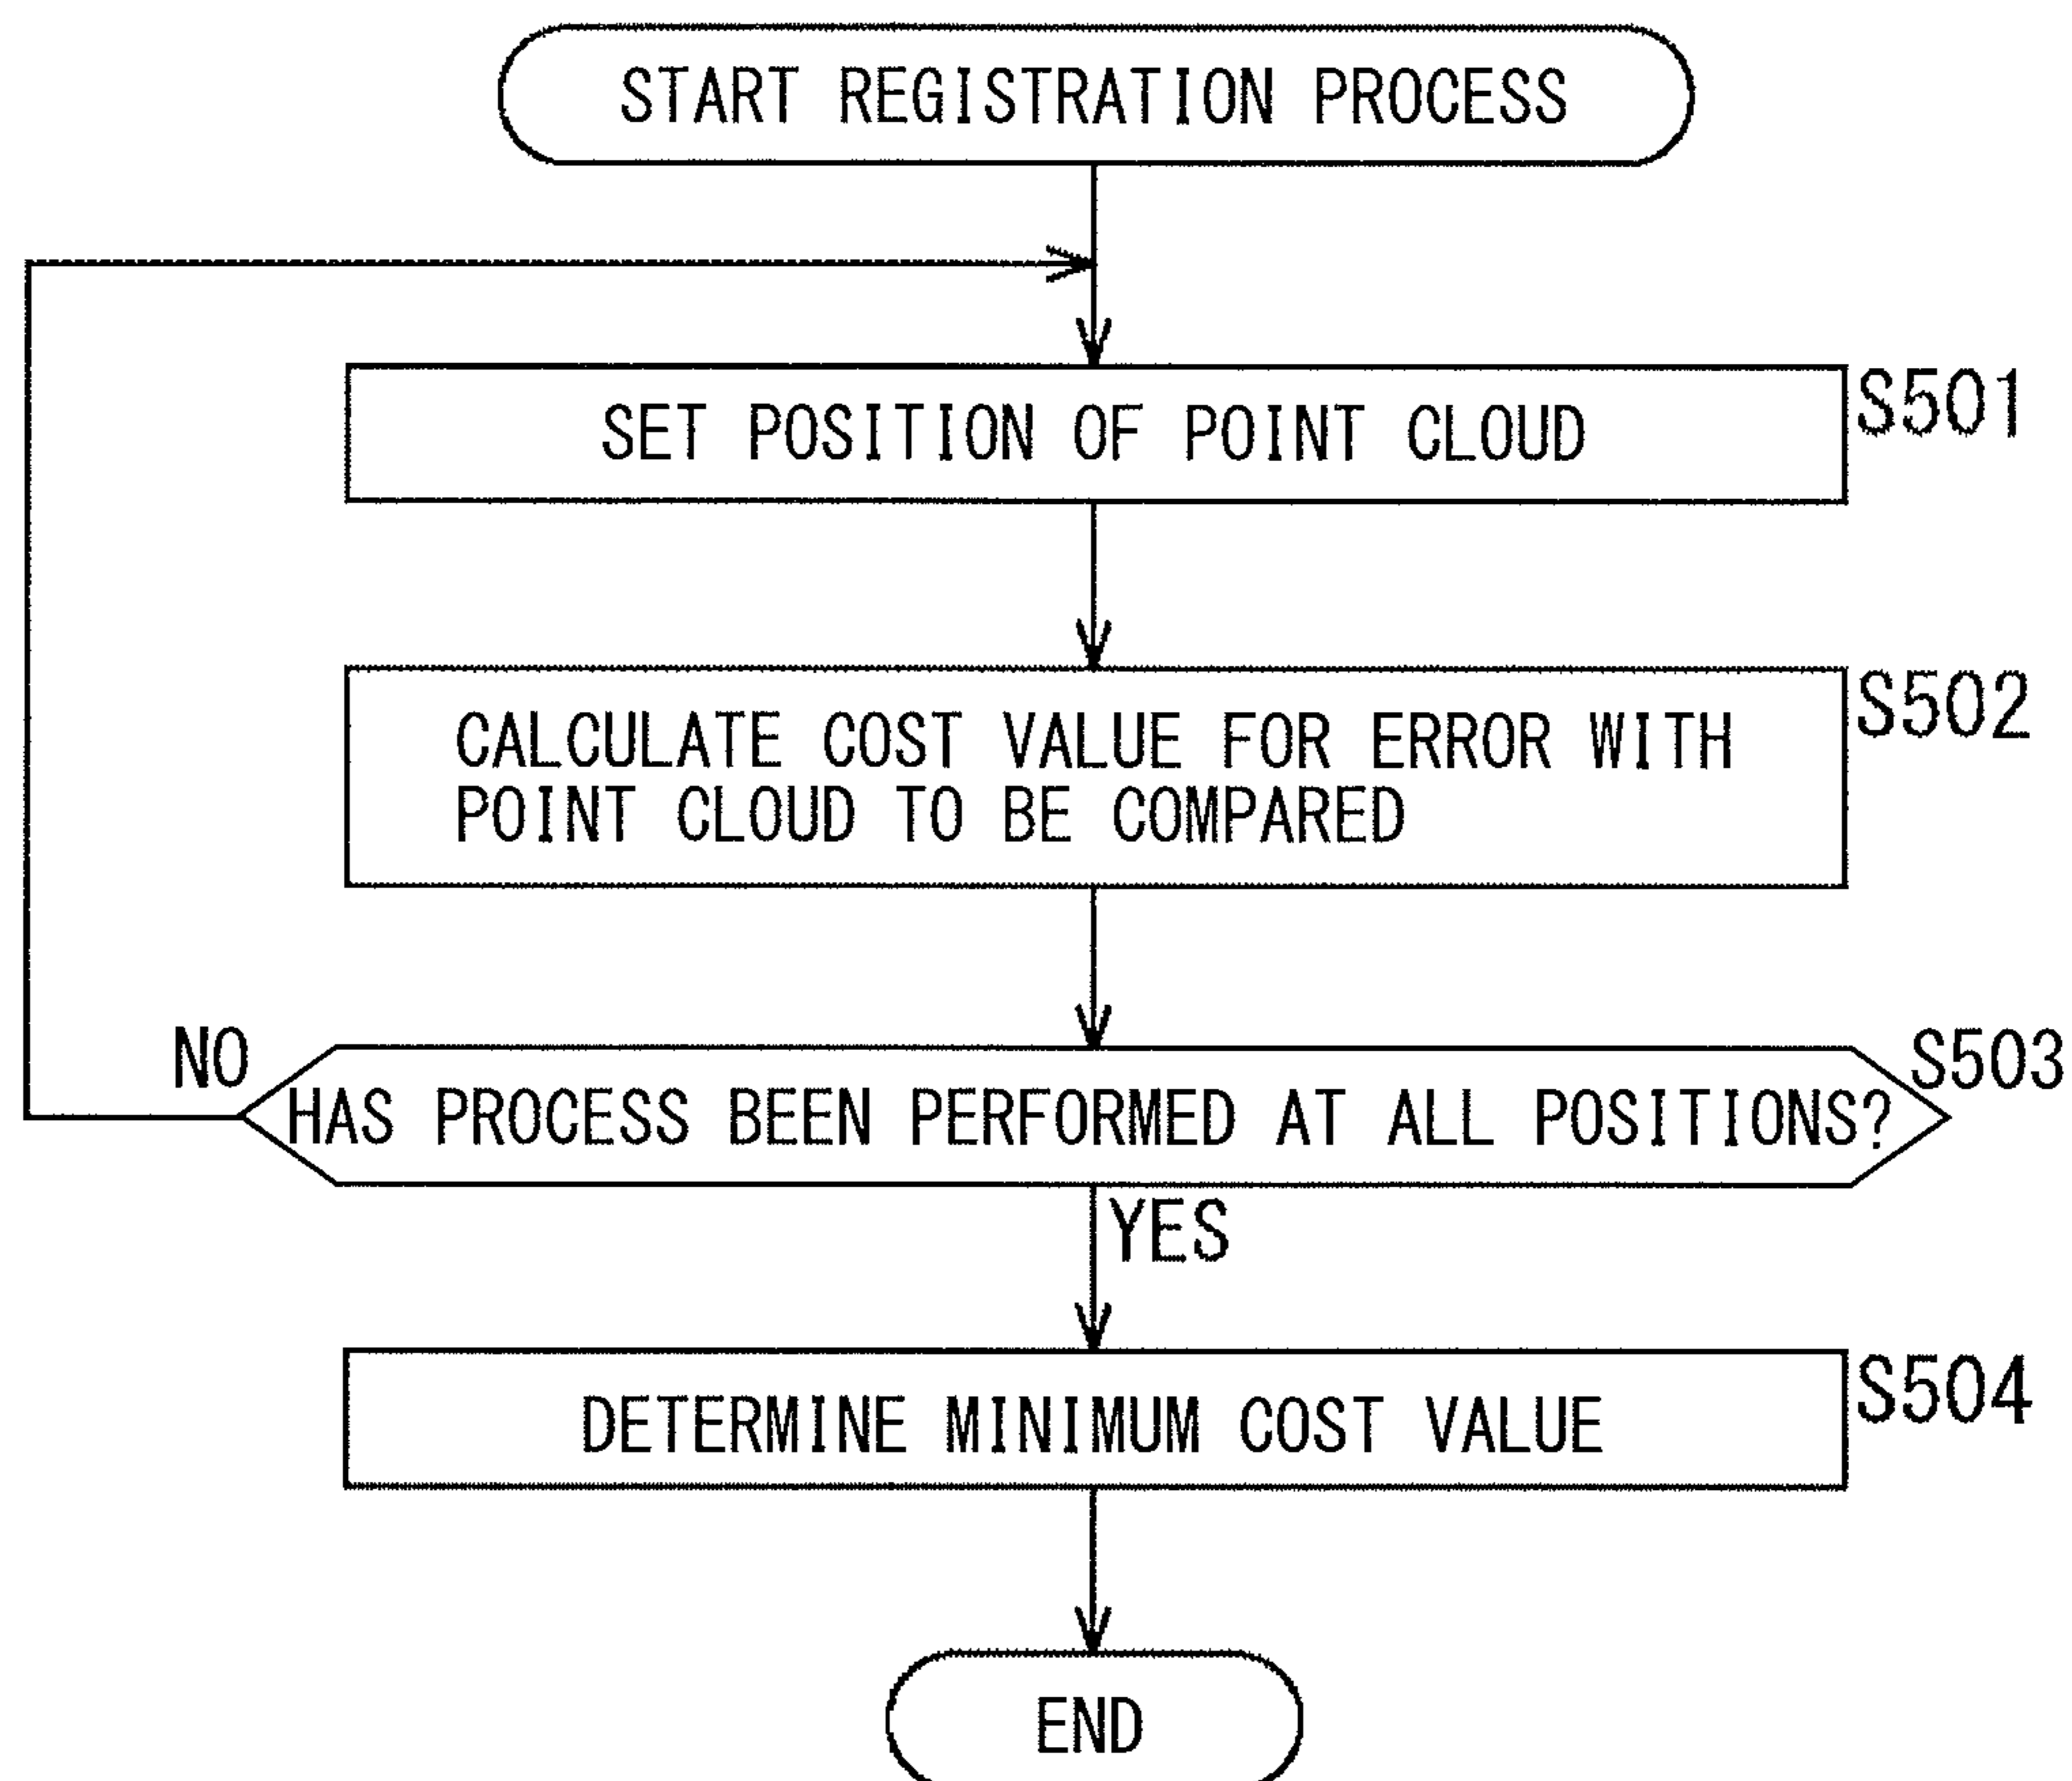 START REGISTRATION PROCESS
SET POSITION OF POINT CLOUD
S501
CALCULATE COST VALUE FOR ERROR WITH
POINT CLOUD TO BE COMPARED
S502
NO
HAS PROCESS BEEN PERFORMED AT ALL POSITIONS?
S503
YES
DETERMINE MINIMUM COST VALUE
S504
END